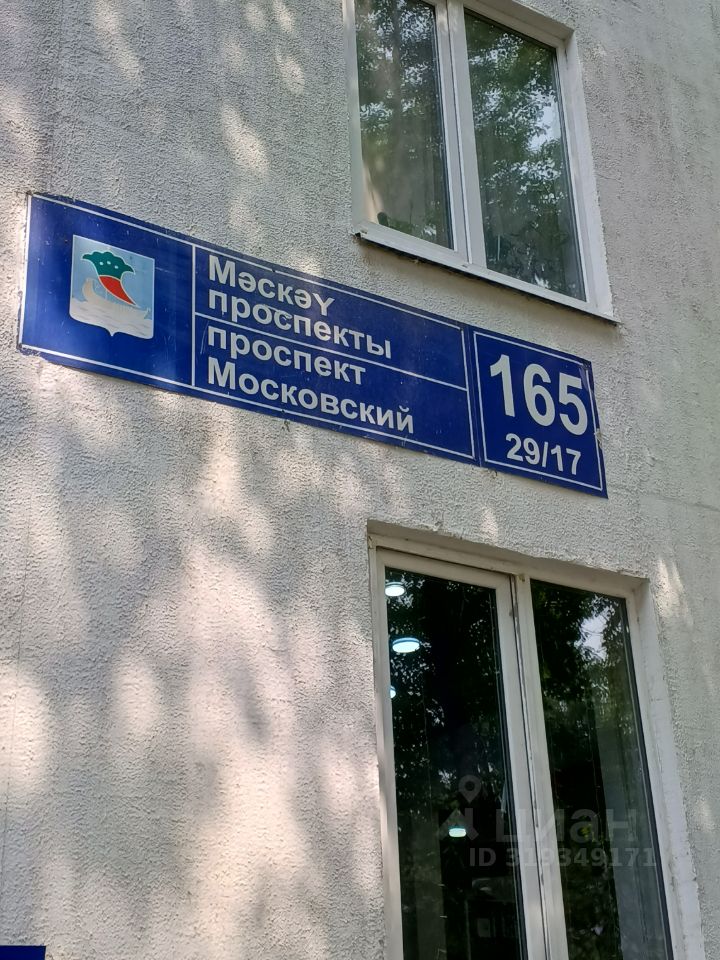 Мәскәү
проспекты
проспект
Московский
165
29/17
циан
ID 319349171